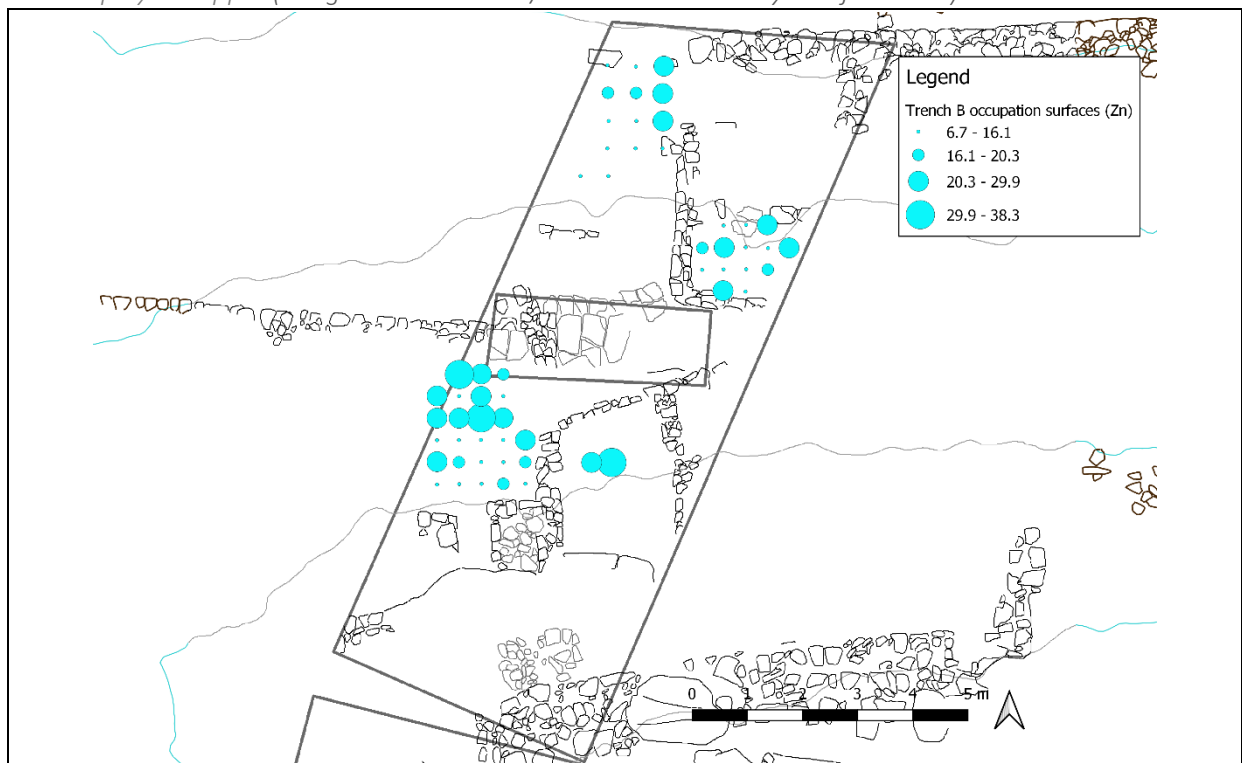 Legend
Trench B occupation surfaces (Zn)
6.7 - 16.1
16.1 - 20.3
20.3 - 29.9
29.9 - 38.3
0 1 2 3 4 5 m